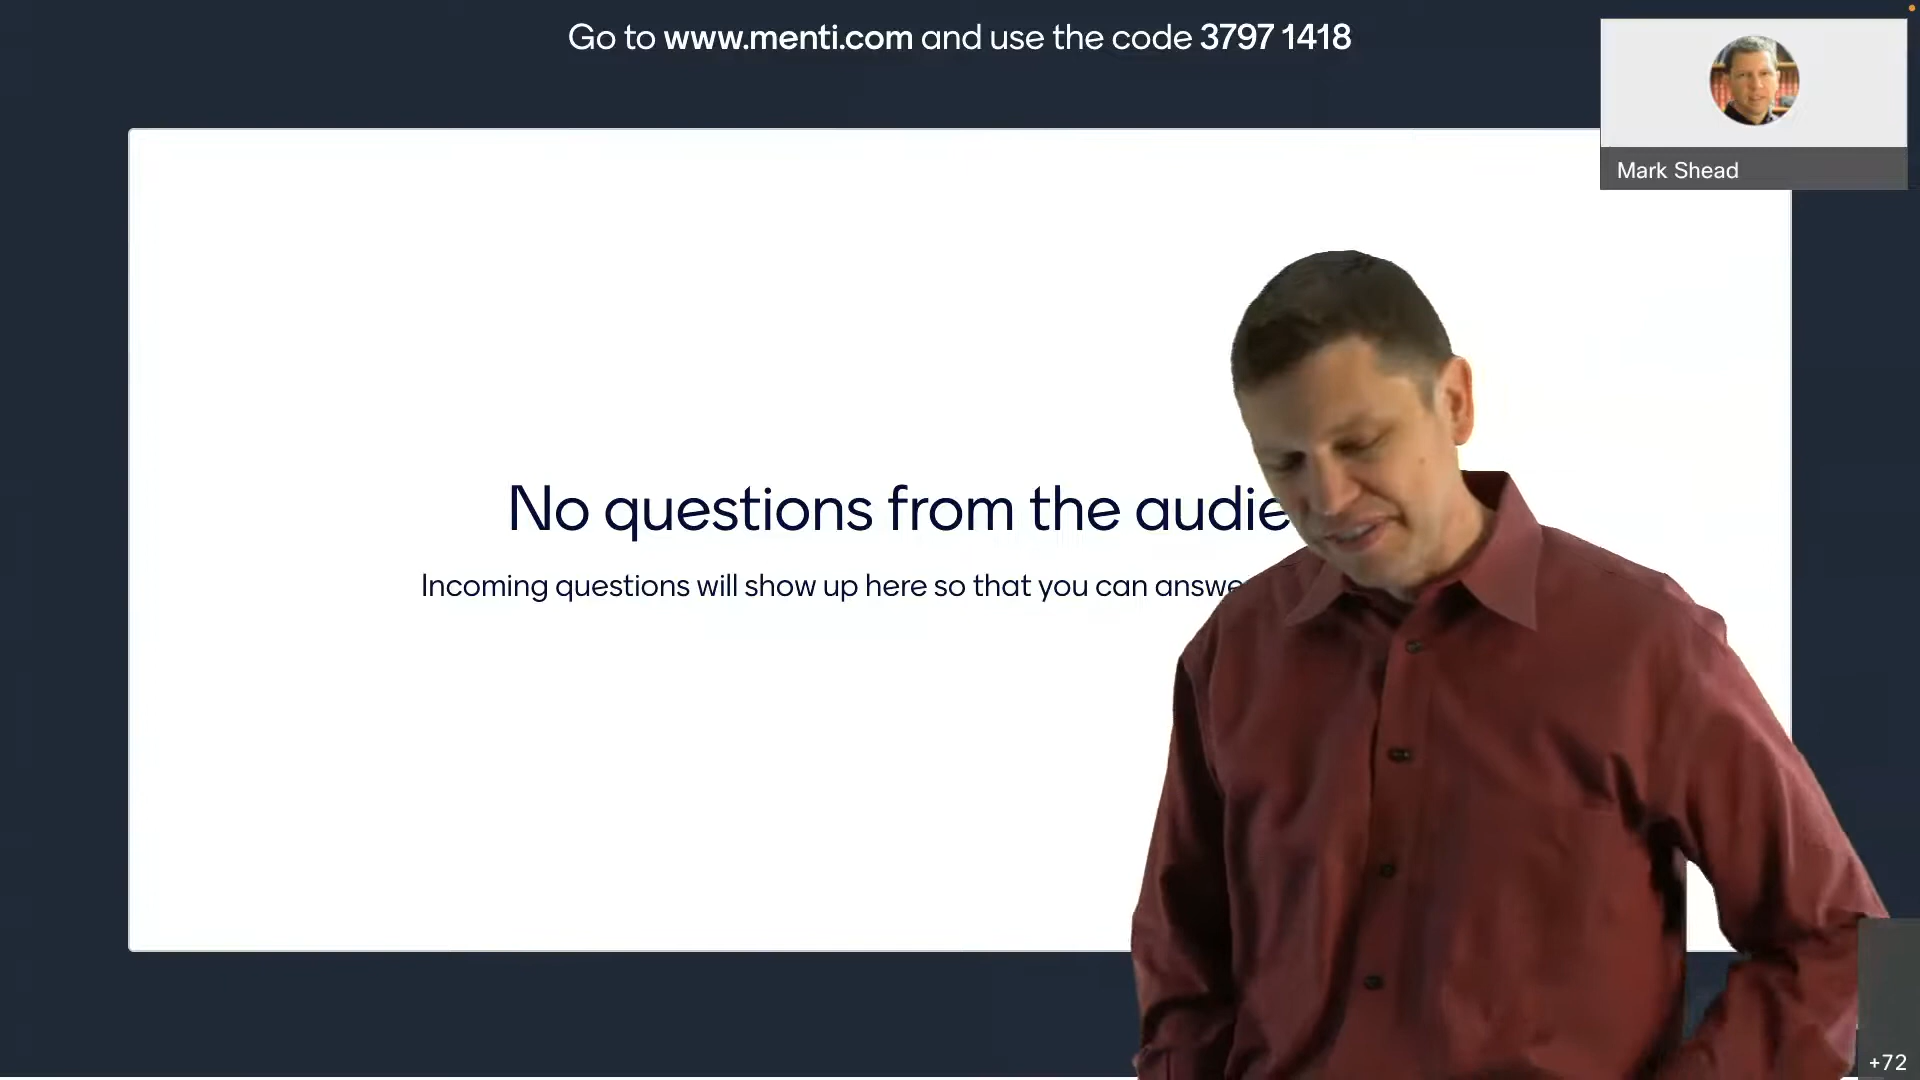 Go to www.menti.com and use the code 3797 1418
Mark Shead
No questions from the audie
Incoming questions will show up here so that you can answe
+72